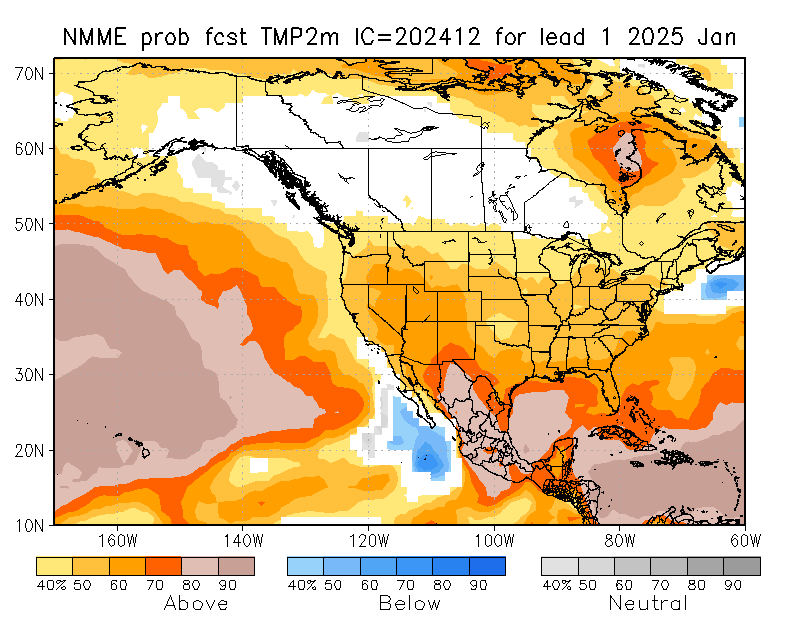 NMME prob fcst TMP2m IC=202412 for lead 1 2025 Jan
70N
60N
50N
40N
30N
20N
10N
160W 140W 120W 100W 80W 60W
40% 50 60 70 80 90 40% 50 60 70 80 90 40% 50 60 70 80 90
Above Below Neutral